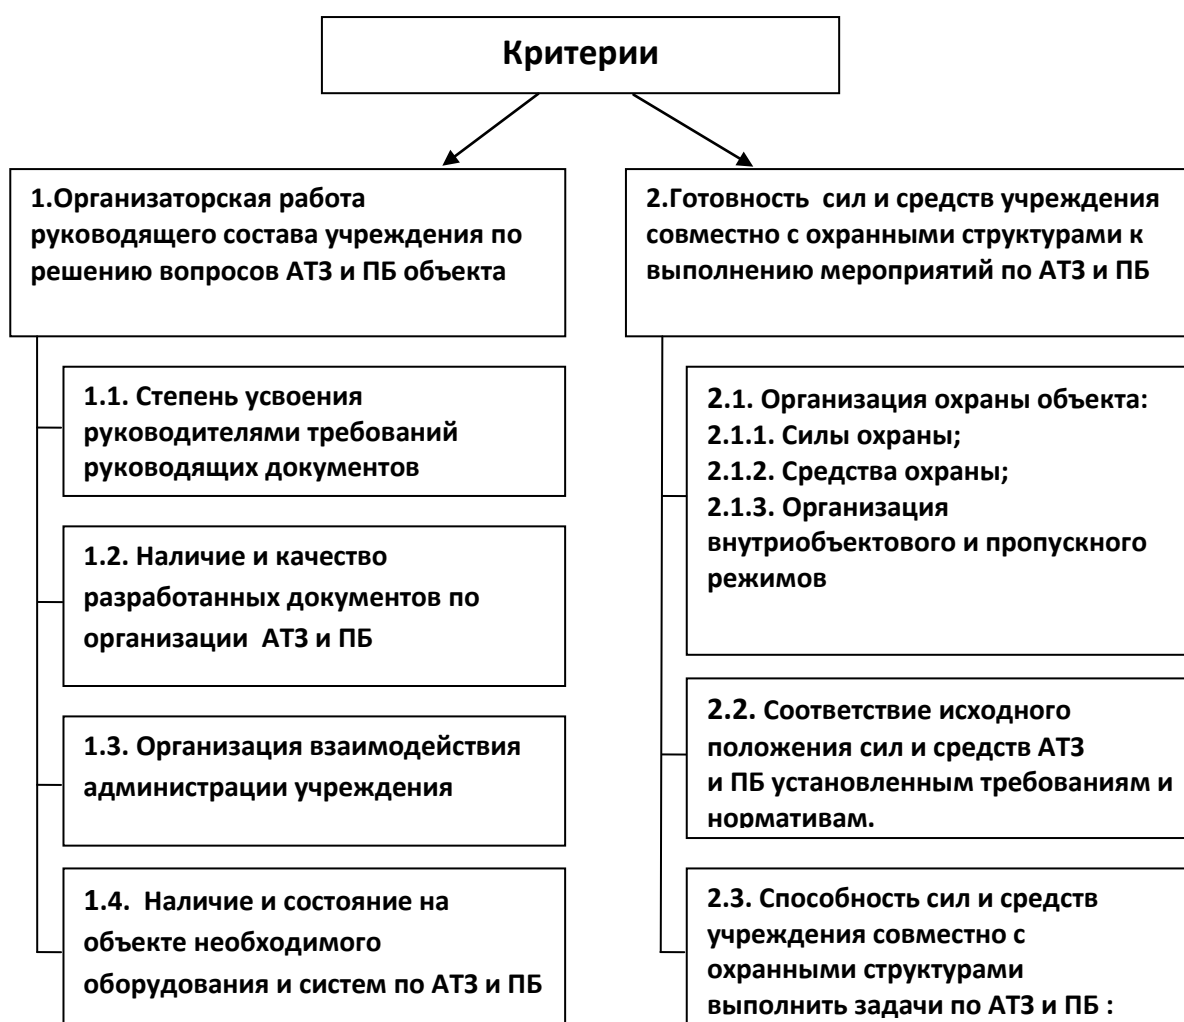 Критерии
1.Организаторская работа
руководящего состава учреждения по
решению вопросов АТЗ и ПБ объекта
1.1. Степень усвоения
руководителями требований
руководящих документов
1.2. Наличие и качество
разработанных документов по
организации АТЗ и ПБ
1.3. Организация взаимодействия
администрации учреждения
1.4. Наличие и состояние на
объекте необходимого
оборудования и систем по АТЗ и ПБ
2.Готовность сил и средств учреждения
совместно с охранными структурами к
выполнению мероприятий по АТЗ и ПБ
2.1. Организация охраны объекта:
2.1.1. Силы охраны;
2.1.2. Средства охраны;
2.1.3. Организация
внутриобъектового и пропускного
режимов
2.2. Соответствие исходного
положения сил и средств АТЗ
и ПБ установленным требованиям и
нормативам.
2.3. Способность сил и средств
учреждения совместно с
охранными структурами
выполнить задачи по АТЗ и ПБ :